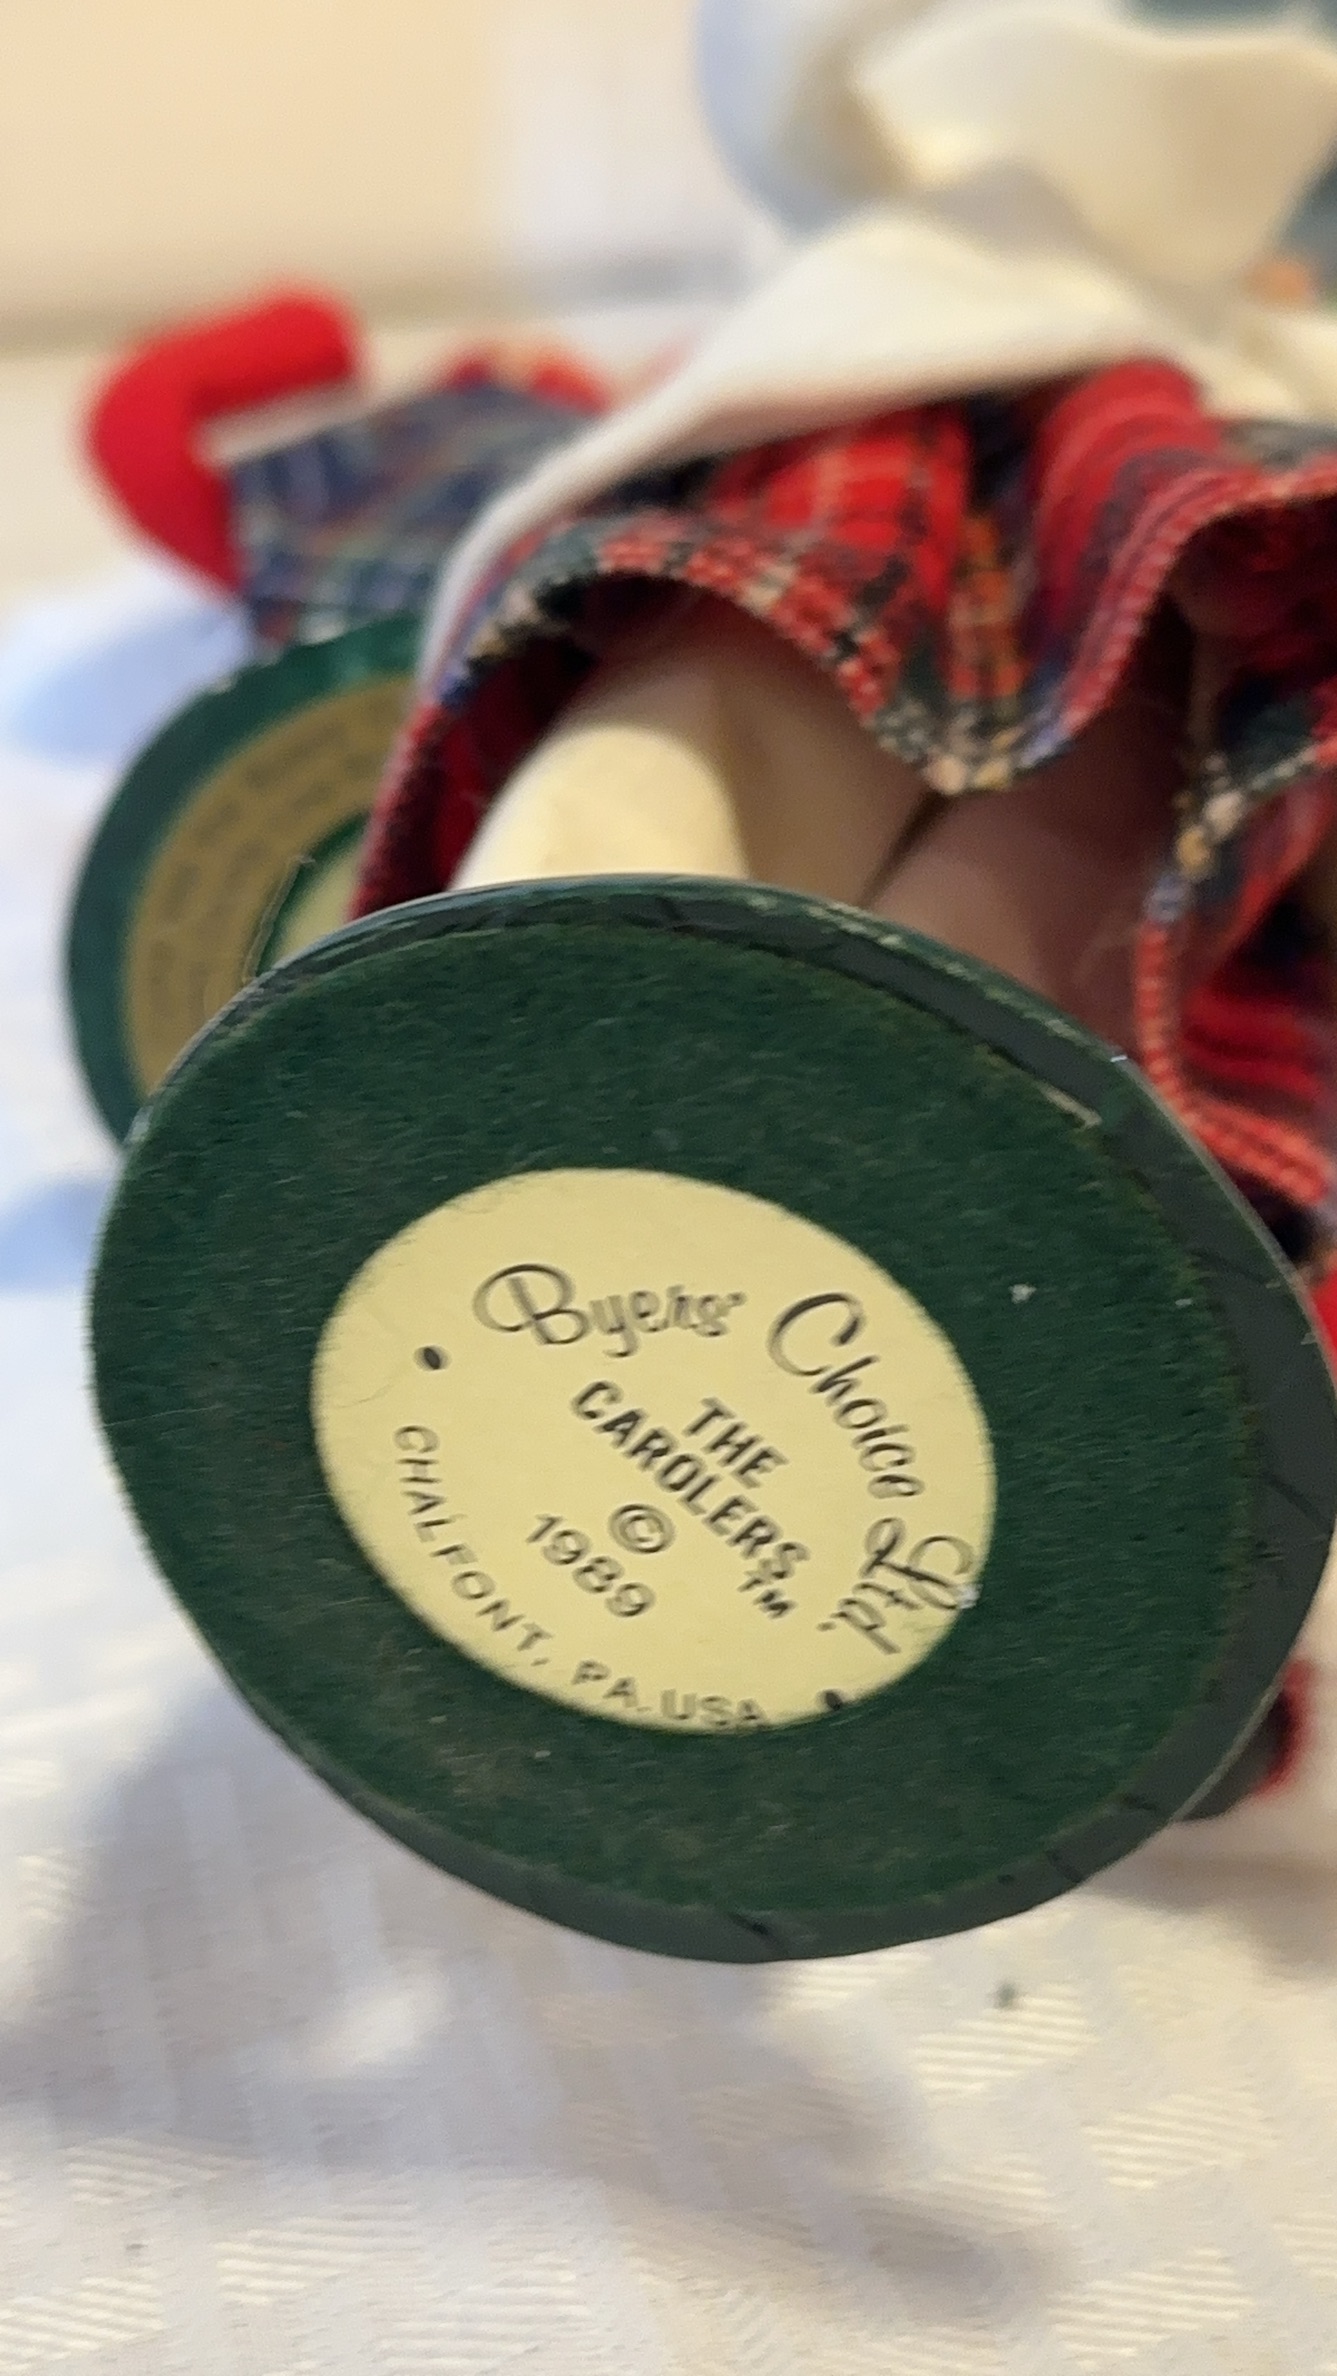 Byers' Choice Ltd.
THE
CAROLERS™
©
1989
CHALFONT, PA. USA